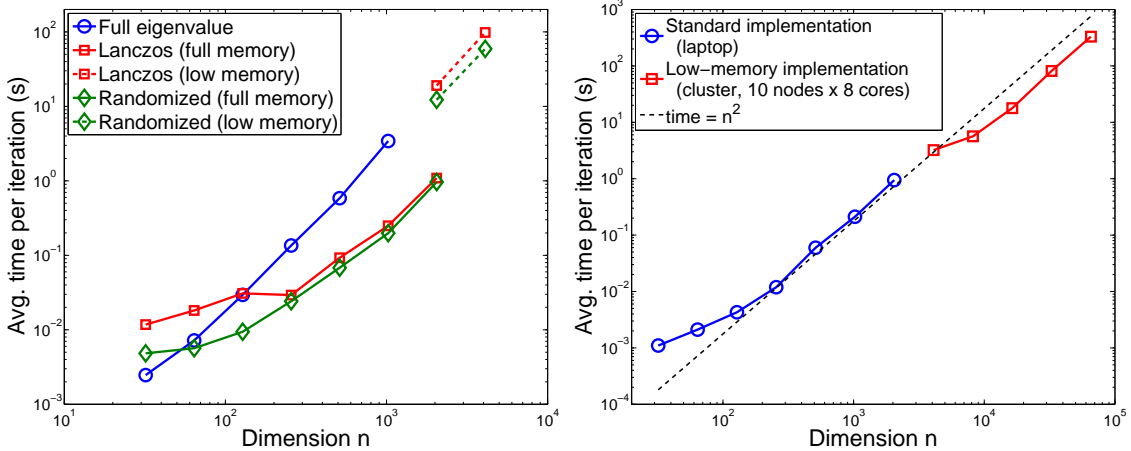 Full eigenvalue
Lanczos (full memory)
Lanczos (low memory)
Randomized (full memory)
Randomized (low memory)
10^2
10^1
10^0
10^−1
10^−2
10^−3
Avg. time per iteration (s)
10^1
10^2
10^3
10^4
Dimension n
Standard implementation
(laptop)
Low−memory implementation
(cluster, 10 nodes x 8 cores)
time = n^2
10^3
10^2
10^1
10^0
10^−1
10^−2
10^−3
10^−4
Avg. time per iteration (s)
10^2
10^3
10^4
10^5
Dimension n